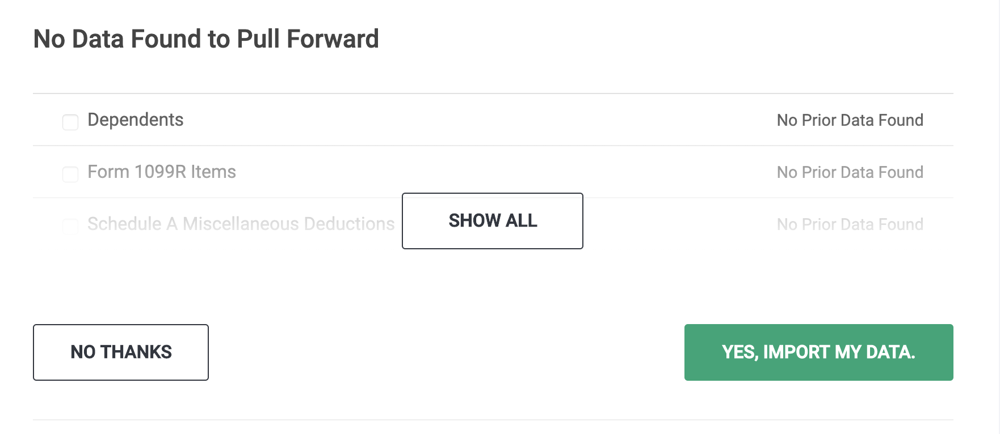 No Data Found to Pull Forward
Dependents No Prior Data Found
Form 1099R Items No Prior Data Found
Schedule A Miscellaneous Deductions No Prior Data Found
SHOW ALL
NO THANKS YES, IMPORT MY DATA.